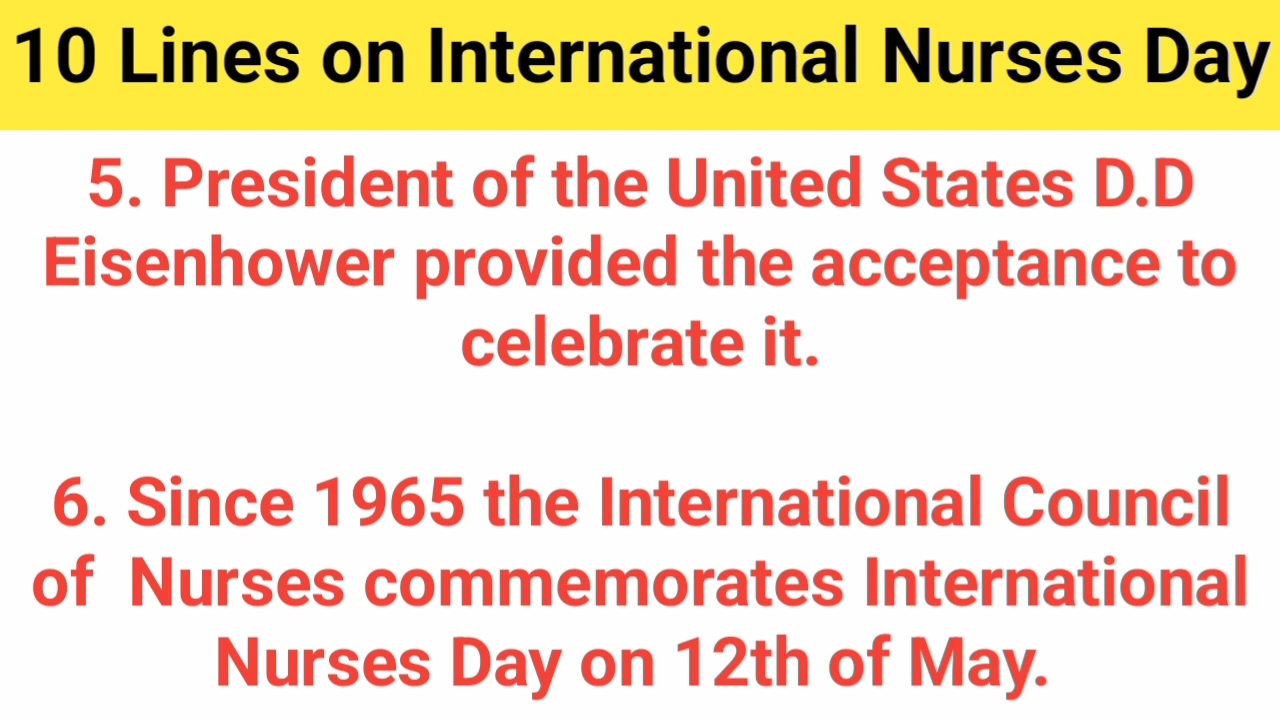 10 Lines on International Nurses Day
5. President of the United States D.D
Eisenhower provided the acceptance to
celebrate it.
6. Since 1965 the International Council
of  Nurses commemorates International
Nurses Day on 12th of May.